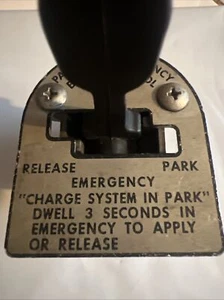 RELEASE PARK
EMERGENCY
"CHARGE SYSTEM IN PARK"
DWELL 3 SECONDS IN
EMERGENCY TO APPLY
OR RELEASE